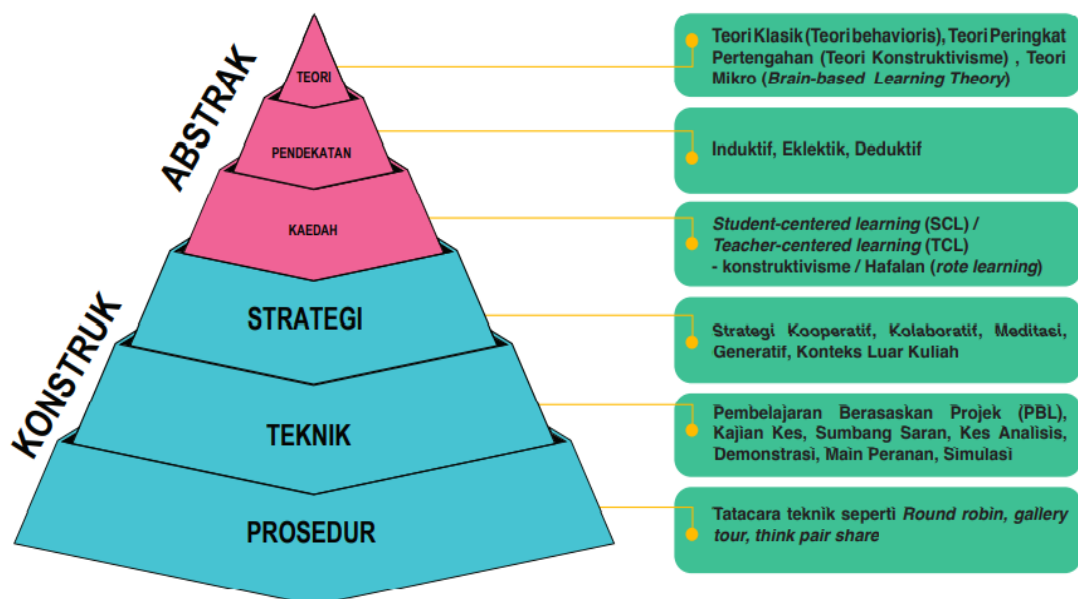 ABSTRAK
KONSTRUK
TEORI
PENDEKATAN
KAEDAH
STRATEGI
TEKNIK
PROSEDUR
Teori Klasik (Teori behavioris), Teori Peringkat
Pertengahan (Teori Konstruktivisme) , Teori
Mikro (Brain-based Learning Theory)
Induktif, Eklektik, Deduktif
Student-centered learning (SCL) /
Teacher-centered learning (TCL)
- konstruktivisme / Hafalan (rote learning)
Strategi Kooperatif, Kolaboratif, Meditasi,
Generatif, Konteks Luar Kuliah
Pembelajaran Berasaskan Projek (PBL),
Kajian Kes, Sumbang Saran, Kes Analisis,
Demonstrasi, Main Peranan, Simulasi
Tatacara teknik seperti Round robin, gallery
tour, think pair share